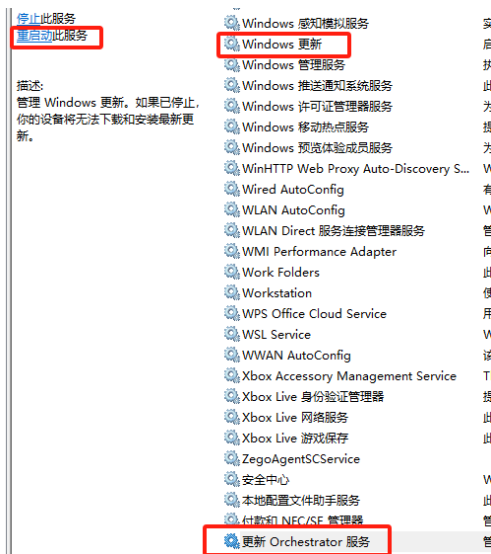 停止此服务
重启动此服务
描述:
管理 Windows 更新。如果已停止，
你的设备将无法下载和安装最新更
新。
Windows 感知模拟服务
Windows 更新
Windows 管理服务
Windows 推送通知系统服务
Windows 许可证管理器服务
Windows 移动热点服务
Windows 预览体验成员服务
WinHTTP Web Proxy Auto-Discovery S...
Wired AutoConfig
WLAN AutoConfig
WLAN Direct 服务连接管理器服务
WMI Performance Adapter
Work Folders
Workstation
WPS Office Cloud Service
WSL Service
WWAN AutoConfig
Xbox Accessory Management Service
Xbox Live 身份验证管理器
Xbox Live 网络服务
Xbox Live 游戏保存
ZegoAgentSCService
安全中心
本地配置文件助手服务
付款和 NFC/SE 管理器
更新 Orchestrator 服务